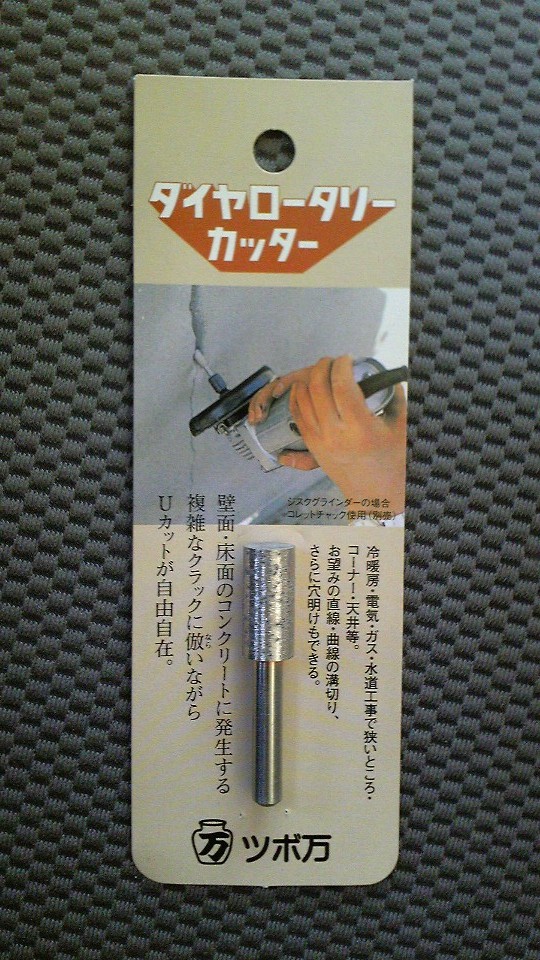 ダイヤロータリー
カッター
ジスクグラインダーの場合
コレットチャック使用(別売)
冷暖房・電気・ガス・水道工事で狭いところ・
コーナー・天井等。
お望みの直線・曲線の溝切り、
さらに穴明けもできる。
壁面・床面のコンクリートに発生する
複雑なクラックに倣いながら
なら
Uカットが自由自在。
万 ツボ万